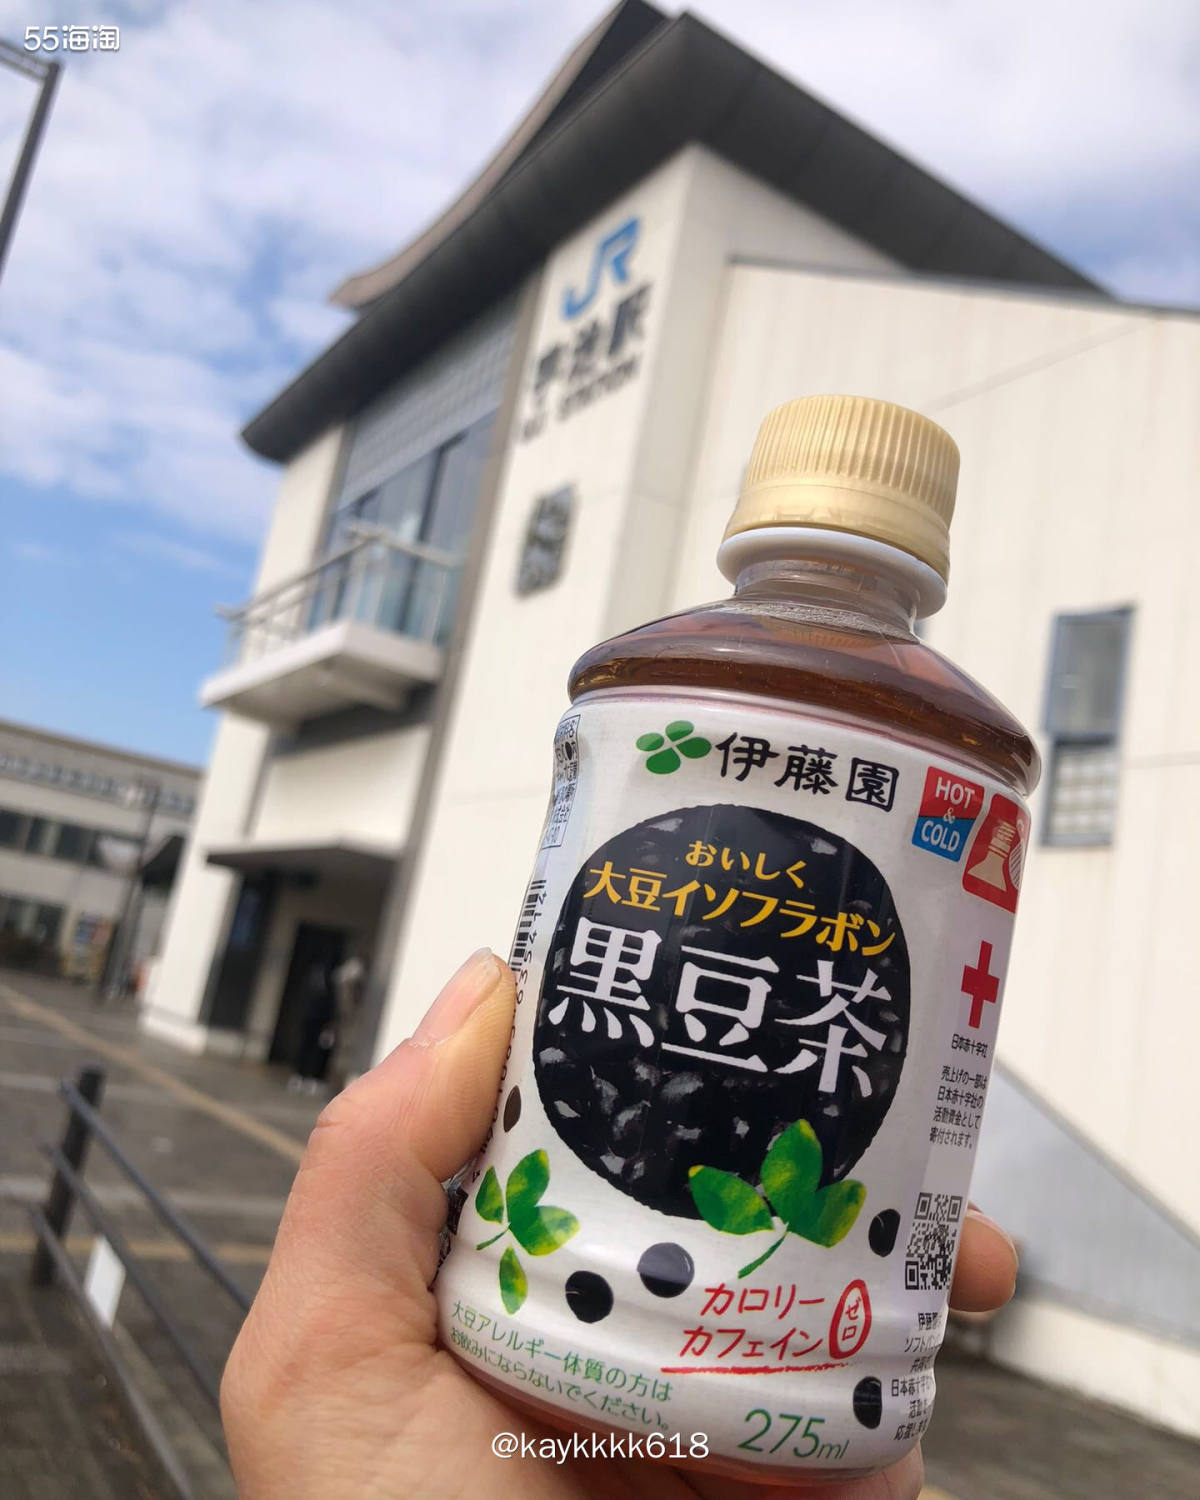 55海淘
JR
宇治駅
UJI STATION
伊藤園
HOT
&
COLD
おいしく
大豆イソフラボン
黒豆茶
日本赤十字社
売上げの一部は
日本赤十字社の
活動資金として
寄付されます。
カロリー
カフェイン
ゼロ
大豆アレルギー体質の方は
お飲みにならないでください。
275ml
@kaykkkk618